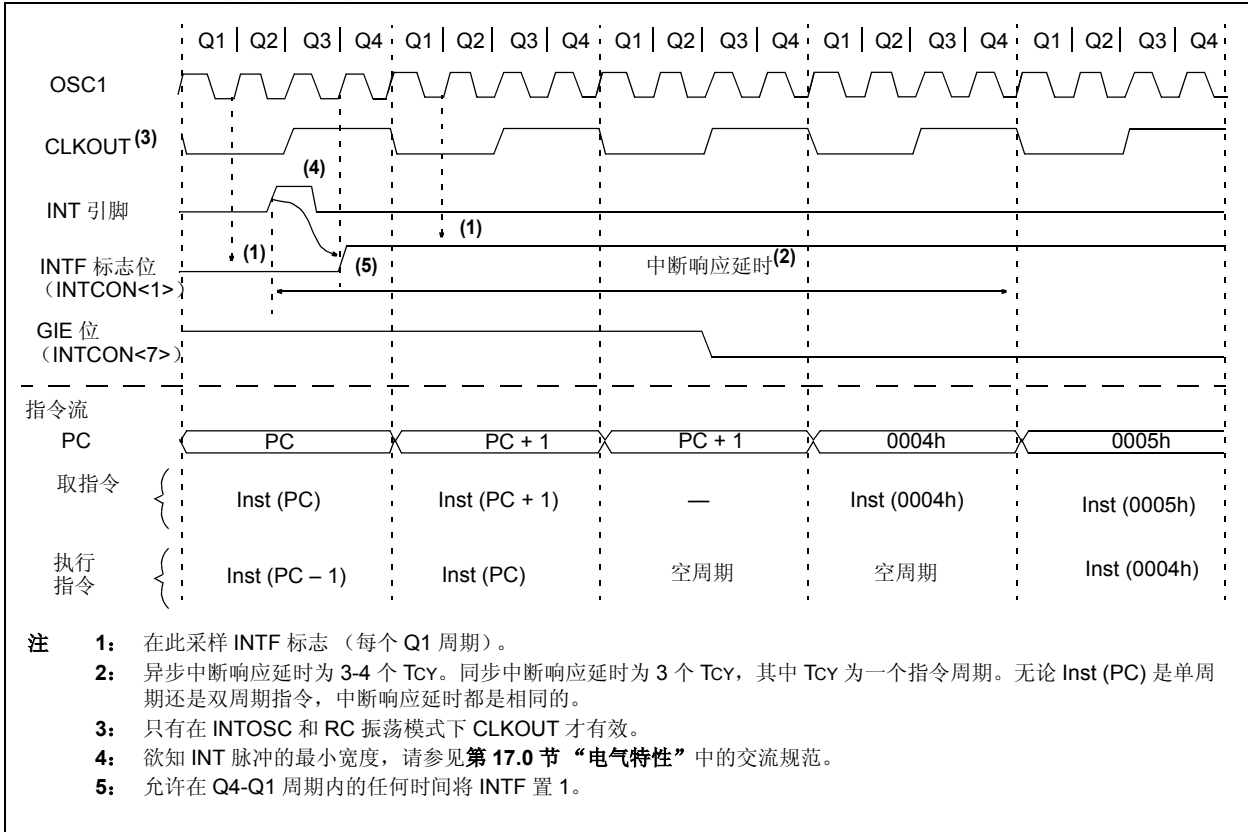 Q1 Q2 Q3 Q4 Q1 Q2 Q3 Q4 Q1 Q2 Q3 Q4 Q1 Q2 Q3 Q4 Q1 Q2 Q3 Q4
OSC1
CLKOUT(3)
(4)
INT 引脚
(1)
(1)
INTF 标志位
（INTCON<1>）
(5)
中断响应延时(2)
GIE 位
（INTCON<7>）
指令流
PC
PC
PC + 1
PC + 1
0004h
0005h
取指令
Inst (PC)
Inst (PC + 1)
—
Inst (0004h)
Inst (0005h)
执行
指令
Inst (PC – 1)
Inst (PC)
空周期
空周期
Inst (0004h)
注 1： 在此采样 INTF 标志 （每个 Q1 周期）。
2： 异步中断响应延时为 3-4 个 TCY。同步中断响应延时为 3 个 TCY，其中 TCY 为一个指令周期。无论 Inst (PC) 是单周
期还是双周期指令，中断响应延时都是相同的。
3： 只有在 INTOSC 和 RC 振荡模式下 CLKOUT 才有效。
4： 欲知 INT 脉冲的最小宽度，请参见第 17.0 节 “电气特性”中的交流规范。
5： 允许在 Q4-Q1 周期内的任何时间将 INTF 置 1。